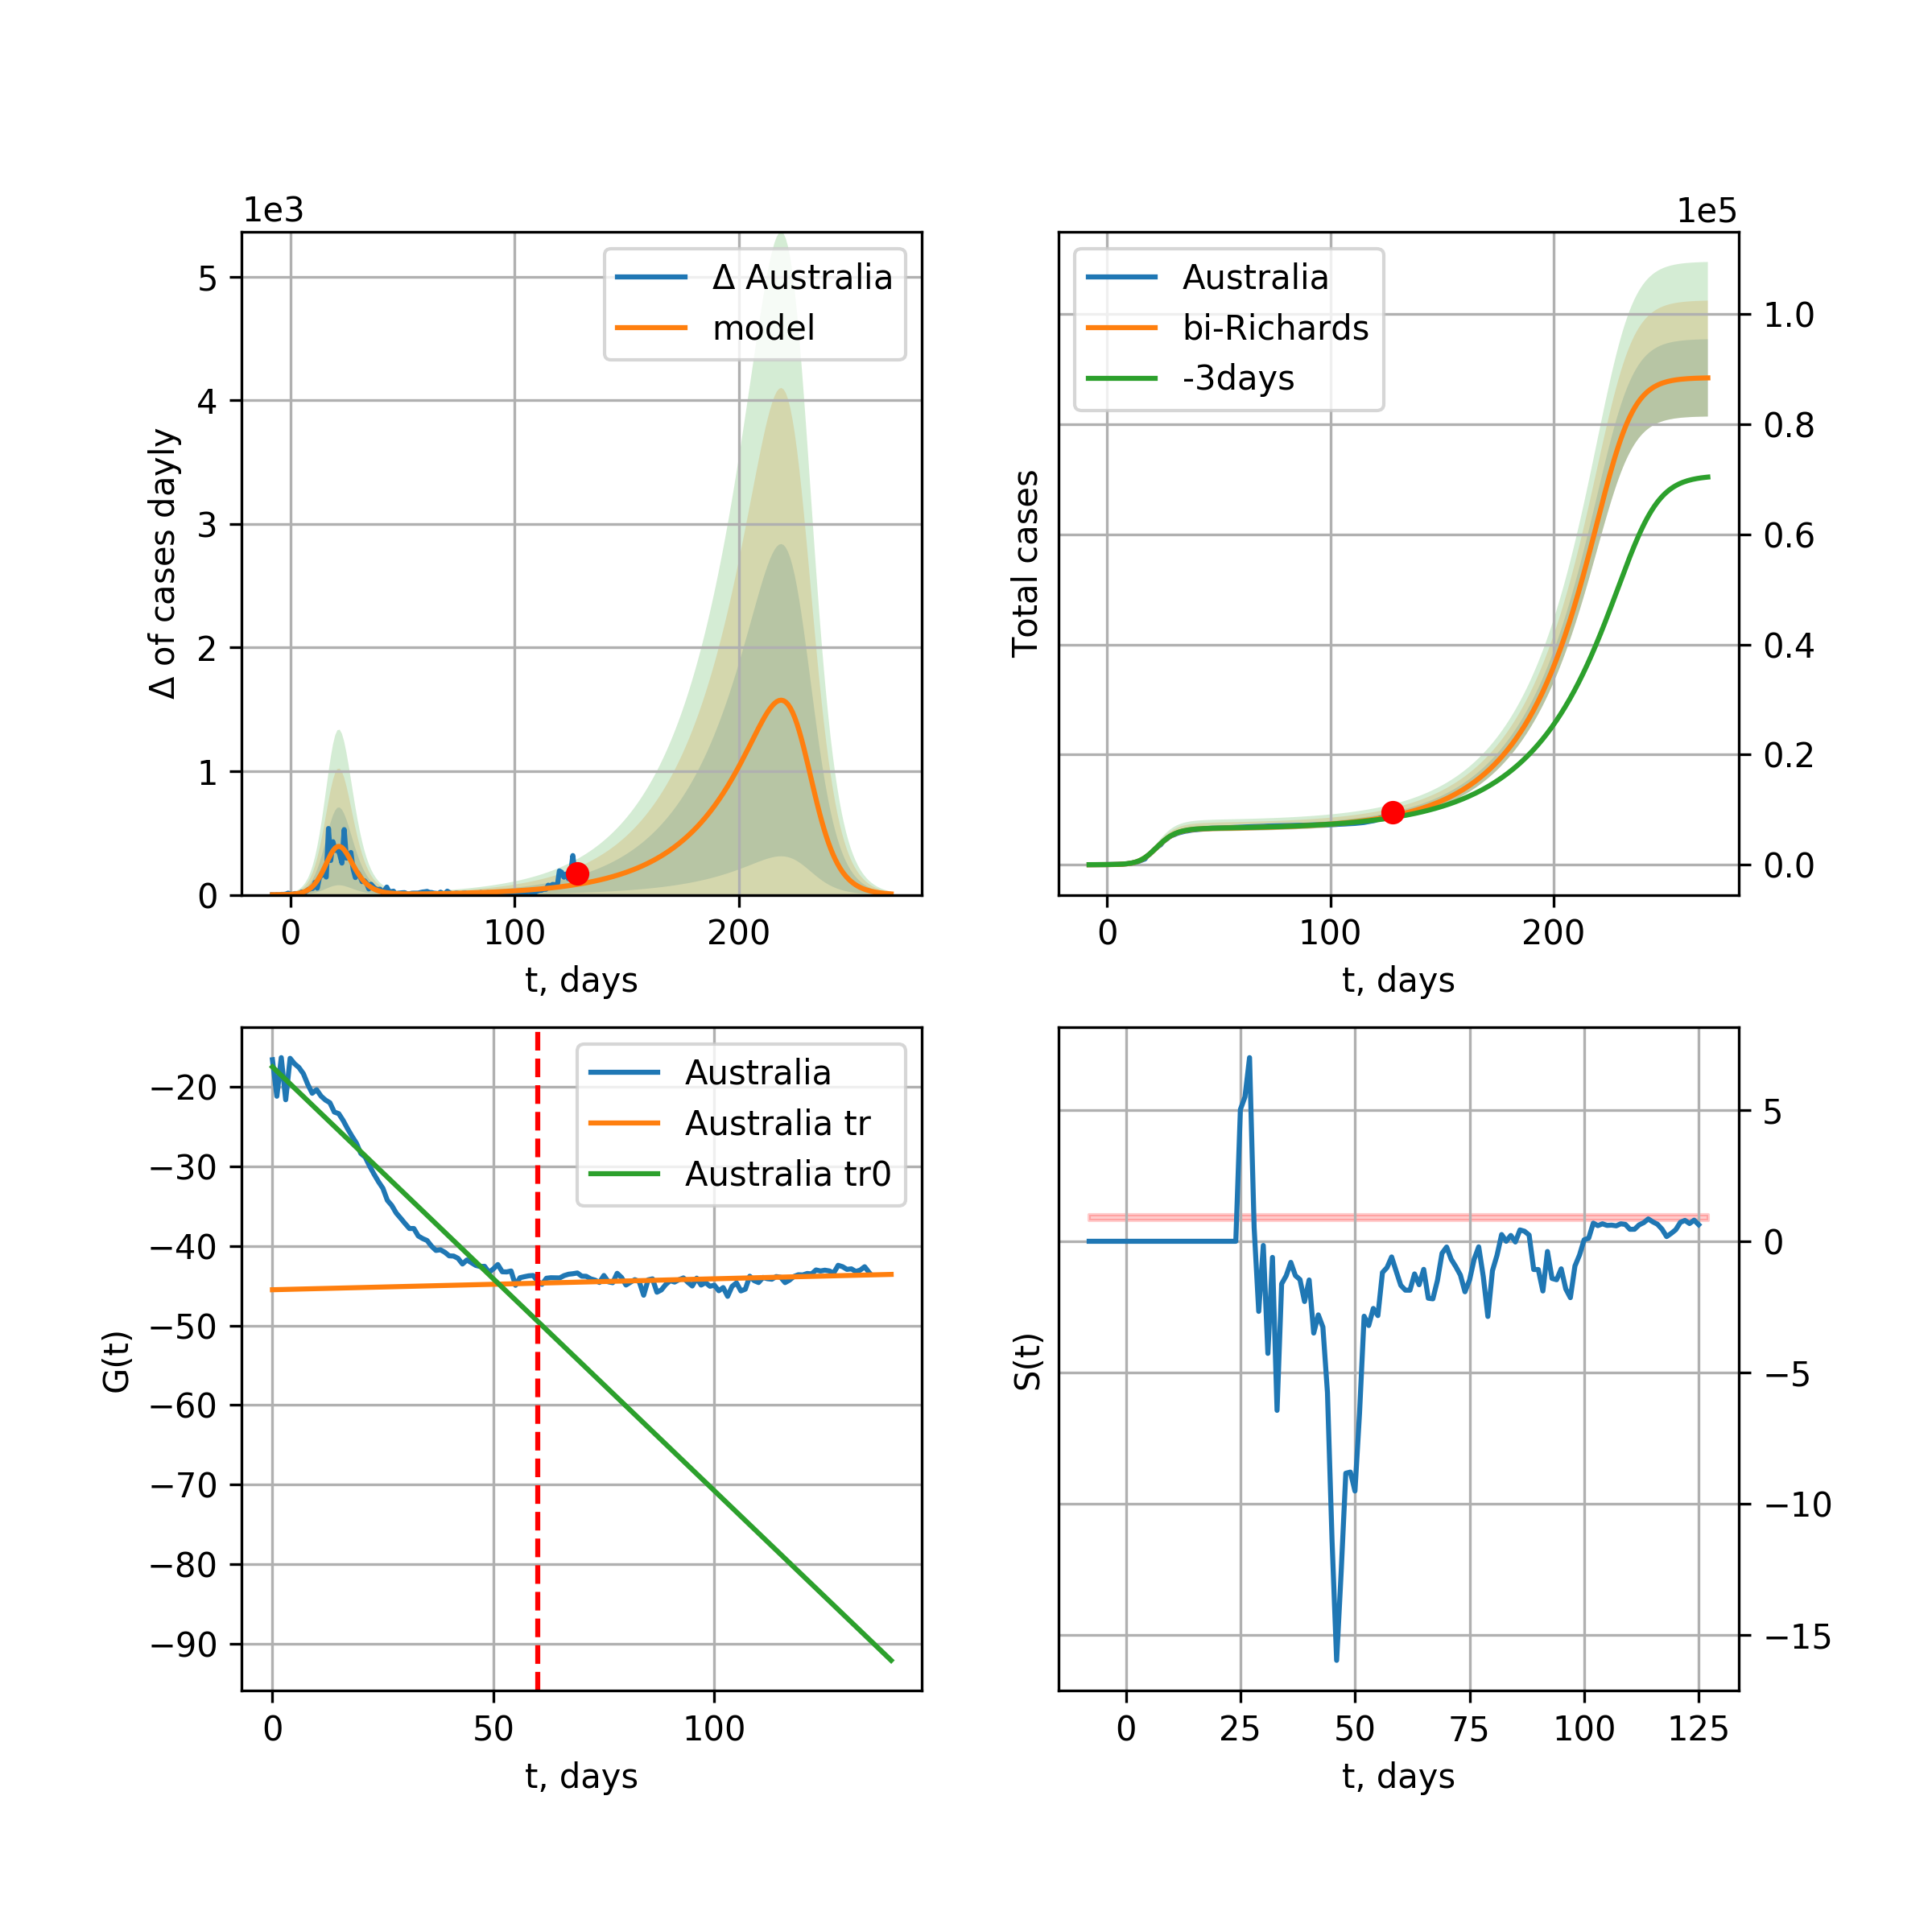 1e3
Δ of cases dayly
5
4
3
2
1
0
Δ Australia
model
0 100 200
t, days
1e5
Total cases
Australia
bi-Richards
-3days
1.0
0.8
0.6
0.4
0.2
0.0
0 100 200
t, days
G(t)
−20
−30
−40
−50
−60
−70
−80
−90
Australia
Australia tr
Australia tr0
0 50 100
t, days
S(t)
5
0
−5
−10
−15
0 25 50 75 100 125
t, days